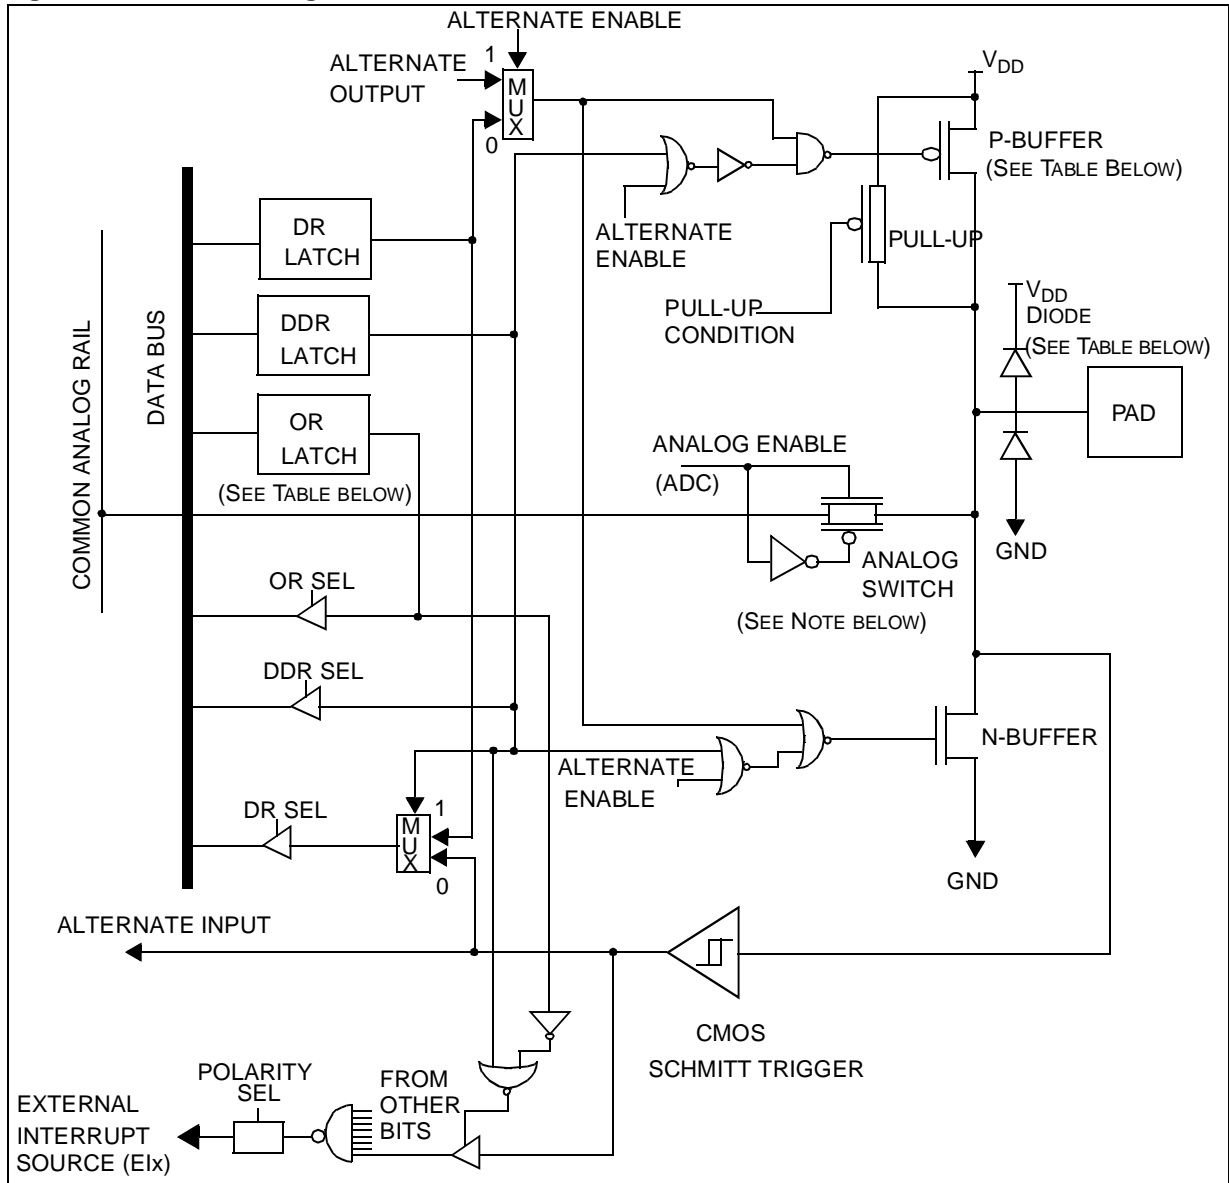 ALTERNATE ENABLE
1
ALTERNATE
OUTPUT
MUX
0
VDD
P-BUFFER
(SEE TABLE BELOW)
DR
LATCH
ALTERNATE
ENABLE
PULL-UP
PULL-UP
CONDITION
VDD
DIODE
(SEE TABLE BELOW)
DDR
LATCH
PAD
COMMON ANALOG RAIL
DATA BUS
OR
LATCH
(SEE TABLE BELOW)
ANALOG ENABLE
(ADC)
GND
ANALOG
SWITCH
(SEE NOTE BELOW)
OR SEL
DDR SEL
N-BUFFER
ALTERNATE
ENABLE
DR SEL
1
MUX
0
GND
ALTERNATE INPUT
CMOS
SCHMITT TRIGGER
POLARITY
SEL
FROM
OTHER
BITS
EXTERNAL
INTERRUPT
SOURCE (EIx)